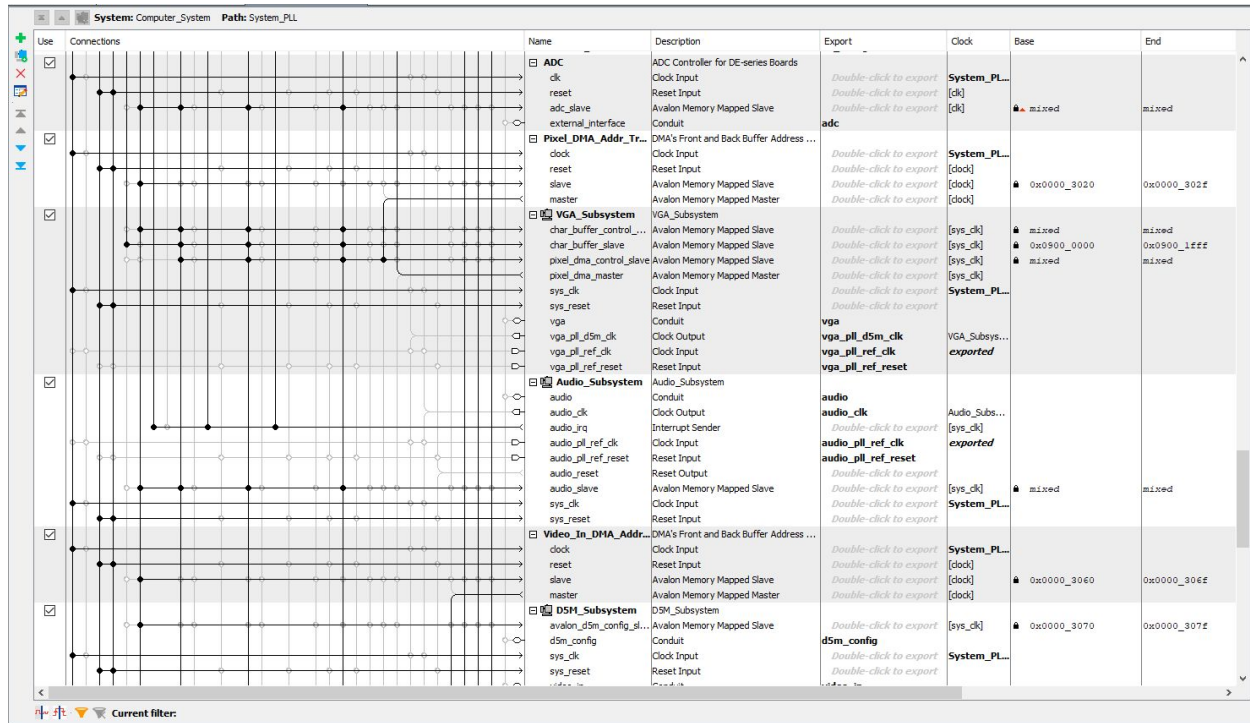 System: Computer_System Path: System_PLL
Use Connections Name Description Export Clock Base End
ADC ADC Controller for DE-series Boards
clk Clock Input Double-click to export System_PL...
reset Reset Input Double-click to export [clk]
adc_slave Avalon Memory Mapped Slave Double-click to export [clk] mixed mixed
external_interface Conduit adc
Pixel_DMA_Addr_Tr... DMA's Front and Back Buffer Address ...
clock Clock Input Double-click to export System_PL...
reset Reset Input Double-click to export [clock]
slave Avalon Memory Mapped Slave Double-click to export [clock] 0x0000_3020 0x0000_302f
master Avalon Memory Mapped Master Double-click to export [clock]
VGA_Subsystem VGA_Subsystem
char_buffer_control_... Avalon Memory Mapped Slave Double-click to export [sys_clk] mixed mixed
char_buffer_slave Avalon Memory Mapped Slave Double-click to export [sys_clk] 0x0900_0000 0x0900_1fff
pixel_dma_control_slave Avalon Memory Mapped Slave Double-click to export [sys_clk] mixed mixed
pixel_dma_master Avalon Memory Mapped Master Double-click to export [sys_clk]
sys_clk Clock Input Double-click to export System_PL...
sys_reset Reset Input Double-click to export
vga Conduit vga
vga_pll_d5m_clk Clock Output vga_pll_d5m_clk VGA_Subsys...
vga_pll_ref_clk Clock Input vga_pll_ref_clk exported
vga_pll_ref_reset Reset Input vga_pll_ref_reset
Audio_Subsystem Audio_Subsystem
audio Conduit audio
audio_clk Clock Output audio_clk Audio_Subs...
audio_irq Interrupt Sender Double-click to export [sys_clk]
audio_pll_ref_clk Clock Input audio_pll_ref_clk exported
audio_pll_ref_reset Reset Input audio_pll_ref_reset
audio_reset Reset Output Double-click to export
audio_slave Avalon Memory Mapped Slave Double-click to export [sys_clk] mixed mixed
sys_clk Clock Input Double-click to export System_PL...
sys_reset Reset Input Double-click to export
Video_In_DMA_Addr... DMA's Front and Back Buffer Address ...
clock Clock Input Double-click to export System_PL...
reset Reset Input Double-click to export [clock]
slave Avalon Memory Mapped Slave Double-click to export [clock] 0x0000_3060 0x0000_306f
master Avalon Memory Mapped Master Double-click to export [clock]
D5M_Subsystem D5M_Subsystem
avalon_d5m_config_sl... Avalon Memory Mapped Slave Double-click to export [sys_clk] 0x0000_3070 0x0000_307f
d5m_config Conduit d5m_config
sys_clk Clock Input Double-click to export System_PL...
sys_reset Reset Input Double-click to export
Current filter: